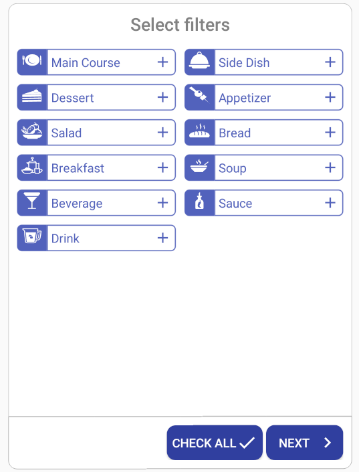 Select filters
Main Course +
Side Dish +
Dessert +
Appetizer +
Salad +
Bread +
Breakfast +
Soup +
Beverage +
Sauce +
Drink +
CHECK ALL
NEXT